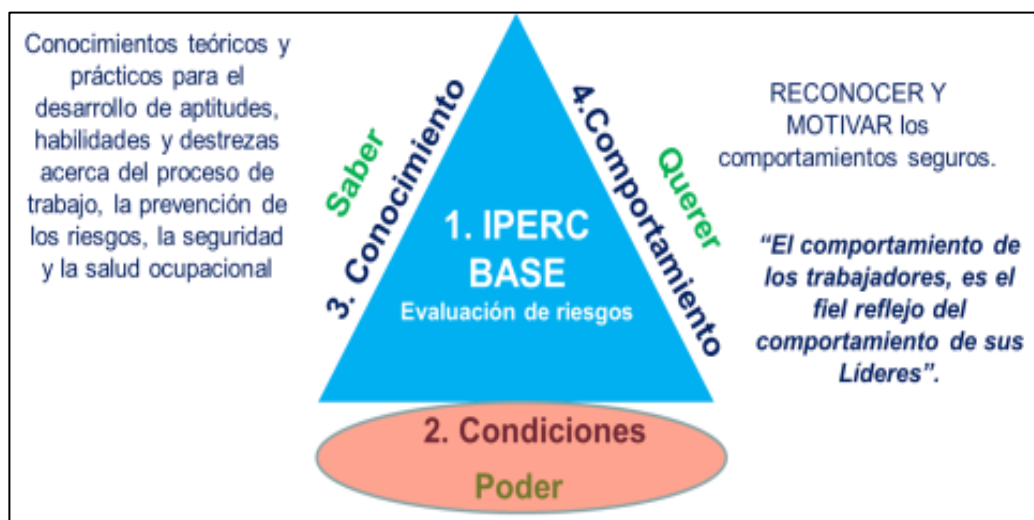 Conocimientos teóricos y
prácticos para el
desarrollo de aptitudes,
habilidades y destrezas
acerca del proceso de
trabajo, la prevención de
los riesgos, la seguridad
y la salud ocupacional
Saber
3. Conocimiento
1. IPERC
BASE
Evaluación de riesgos
4.Comportamiento
Querer
RECONOCER Y
MOTIVAR los
comportamientos seguros.
“El comportamiento de
los trabajadores, es el
fiel reflejo del
comportamiento de sus
Líderes”.
2. Condiciones
Poder